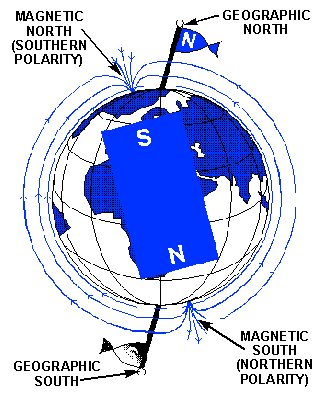 MAGNETIC
NORTH
(SOUTHERN
POLARITY)
GEOGRAPHIC
NORTH
N
S
N
MAGNETIC
SOUTH
(NORTHERN
POLARITY)
GEOGRAPHIC
SOUTH